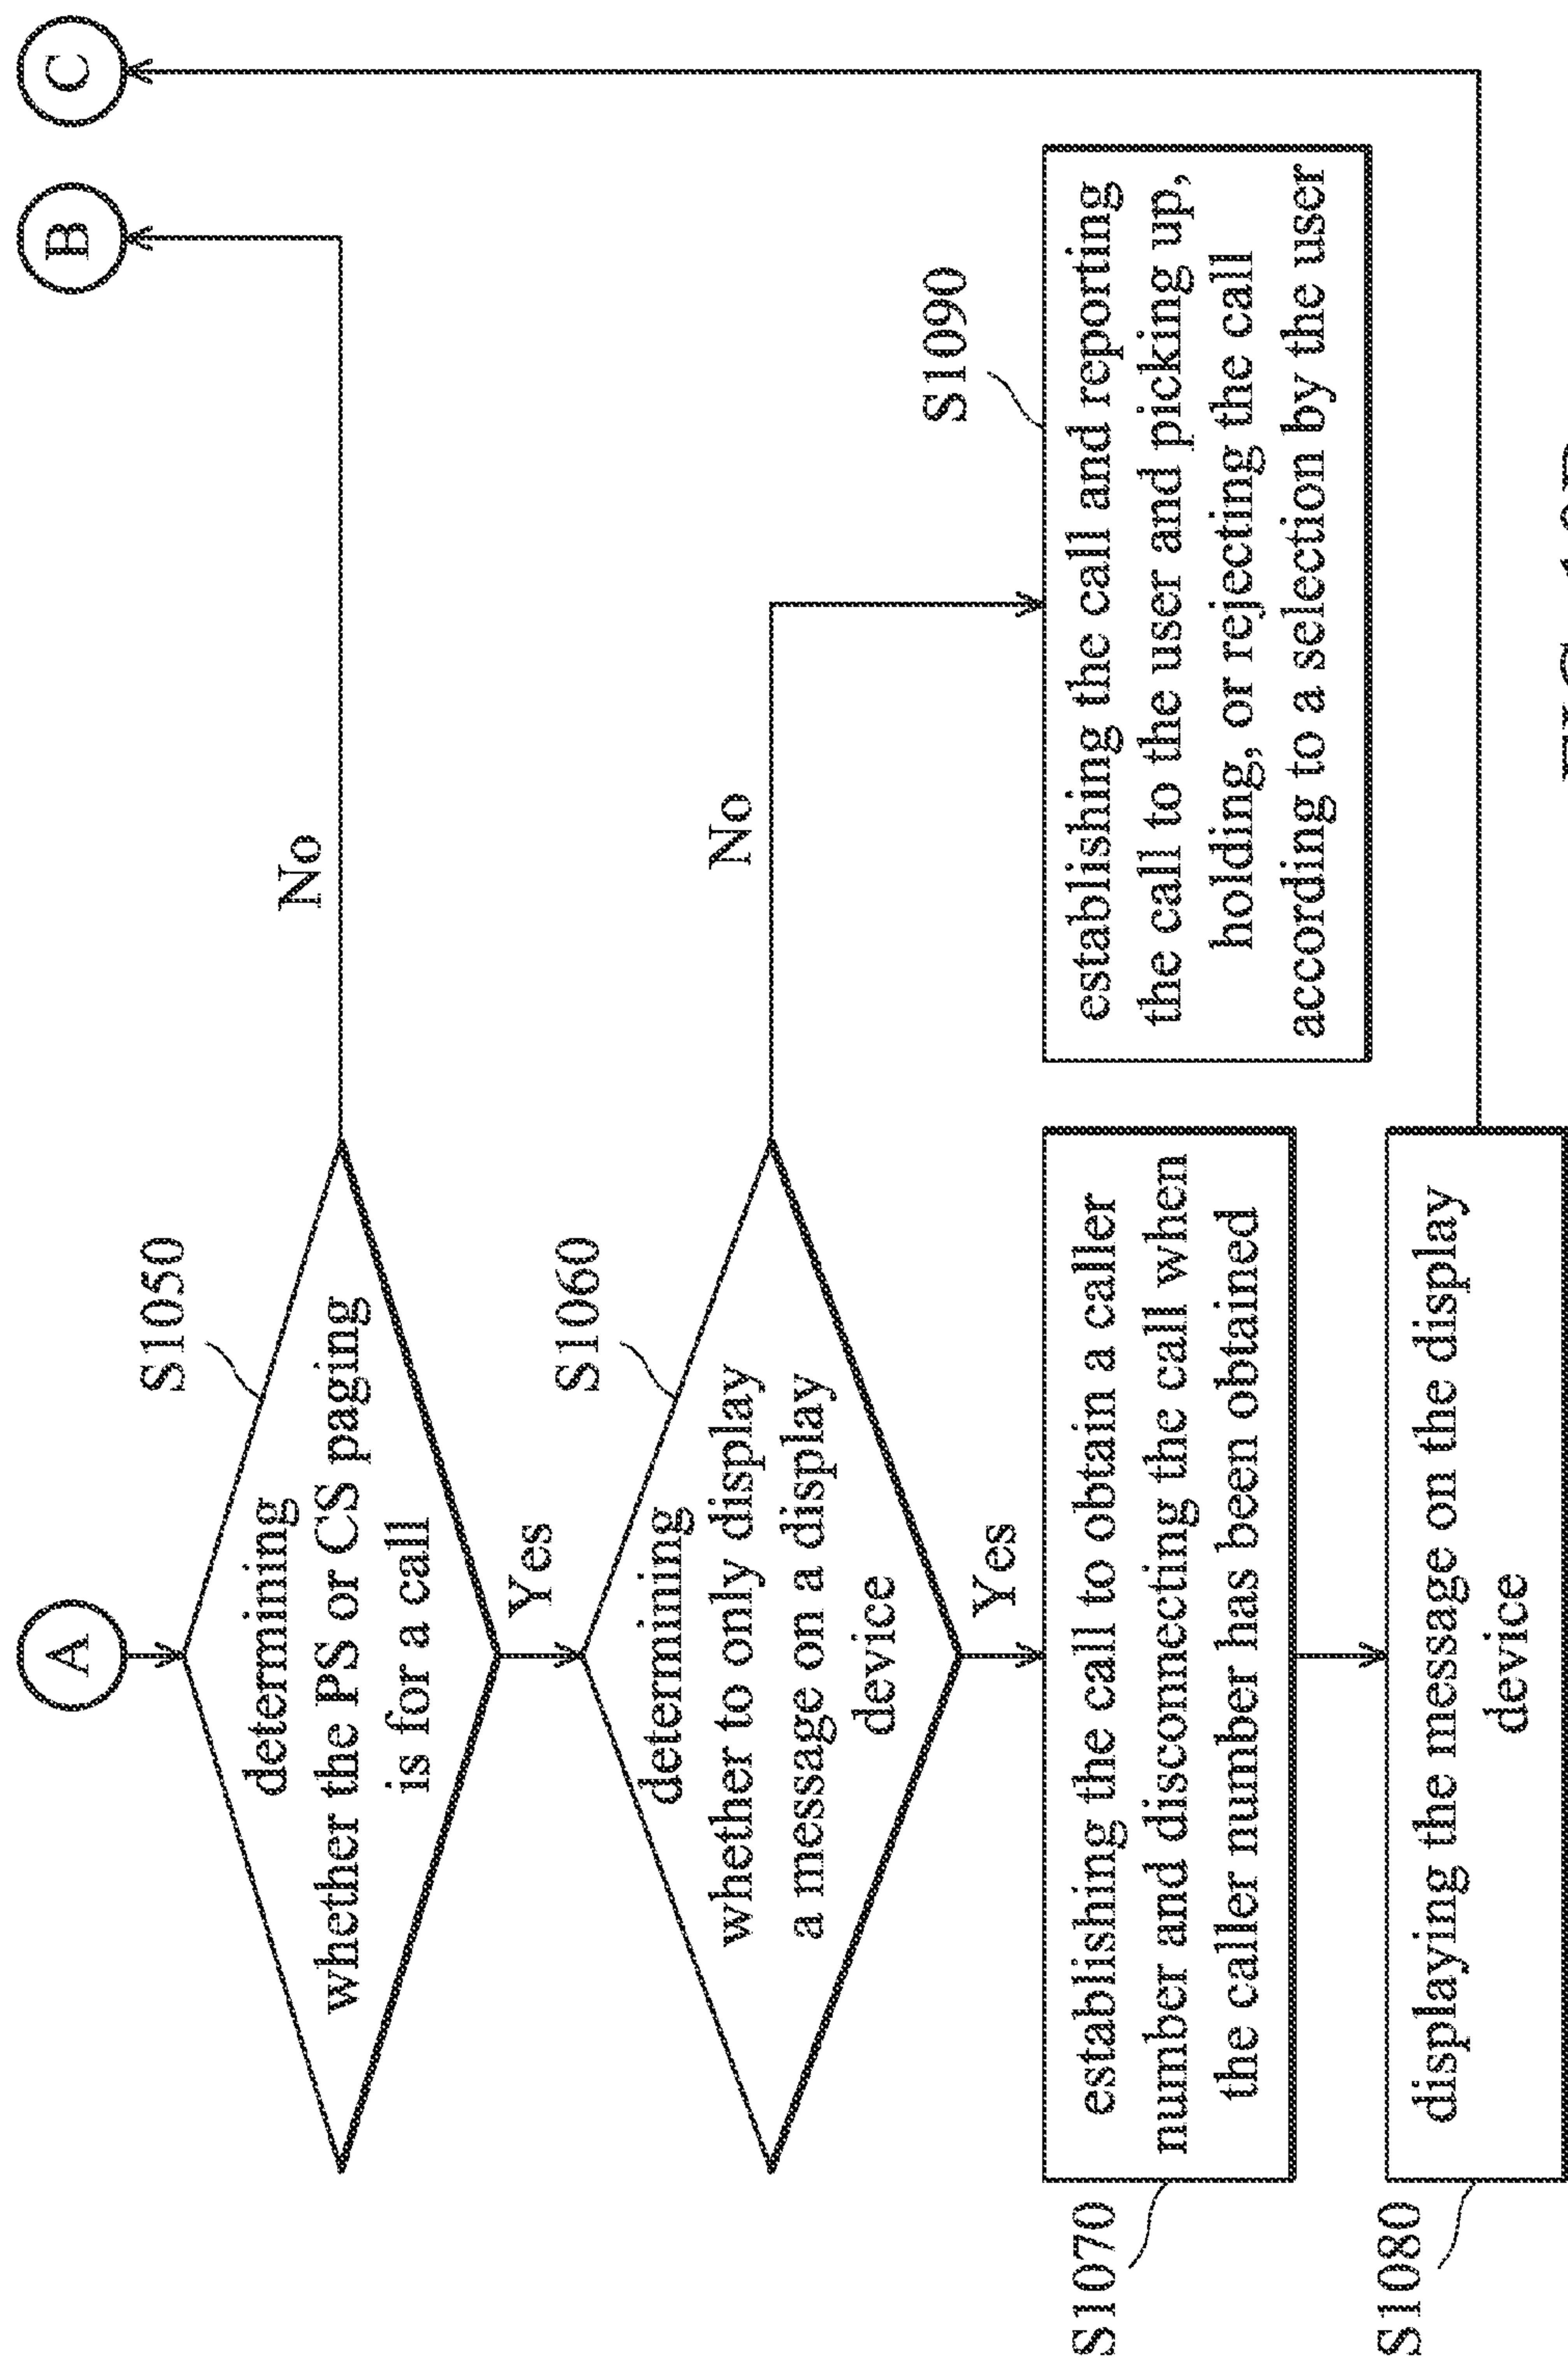 A
B
C
S1050
determining
whether the PS or CS paging
is for a call
No
Yes
S1060
determining
whether to only display
a message on a display
device
No
Yes
S1070
establishing the call to obtain a caller
number and disconnecting the call when
the caller number has been obtained
S1090
establishing the call and reporting
the call to the user and picking up,
holding, or rejecting the call
according to a selection by the user
S1080
displaying the message on the display
device